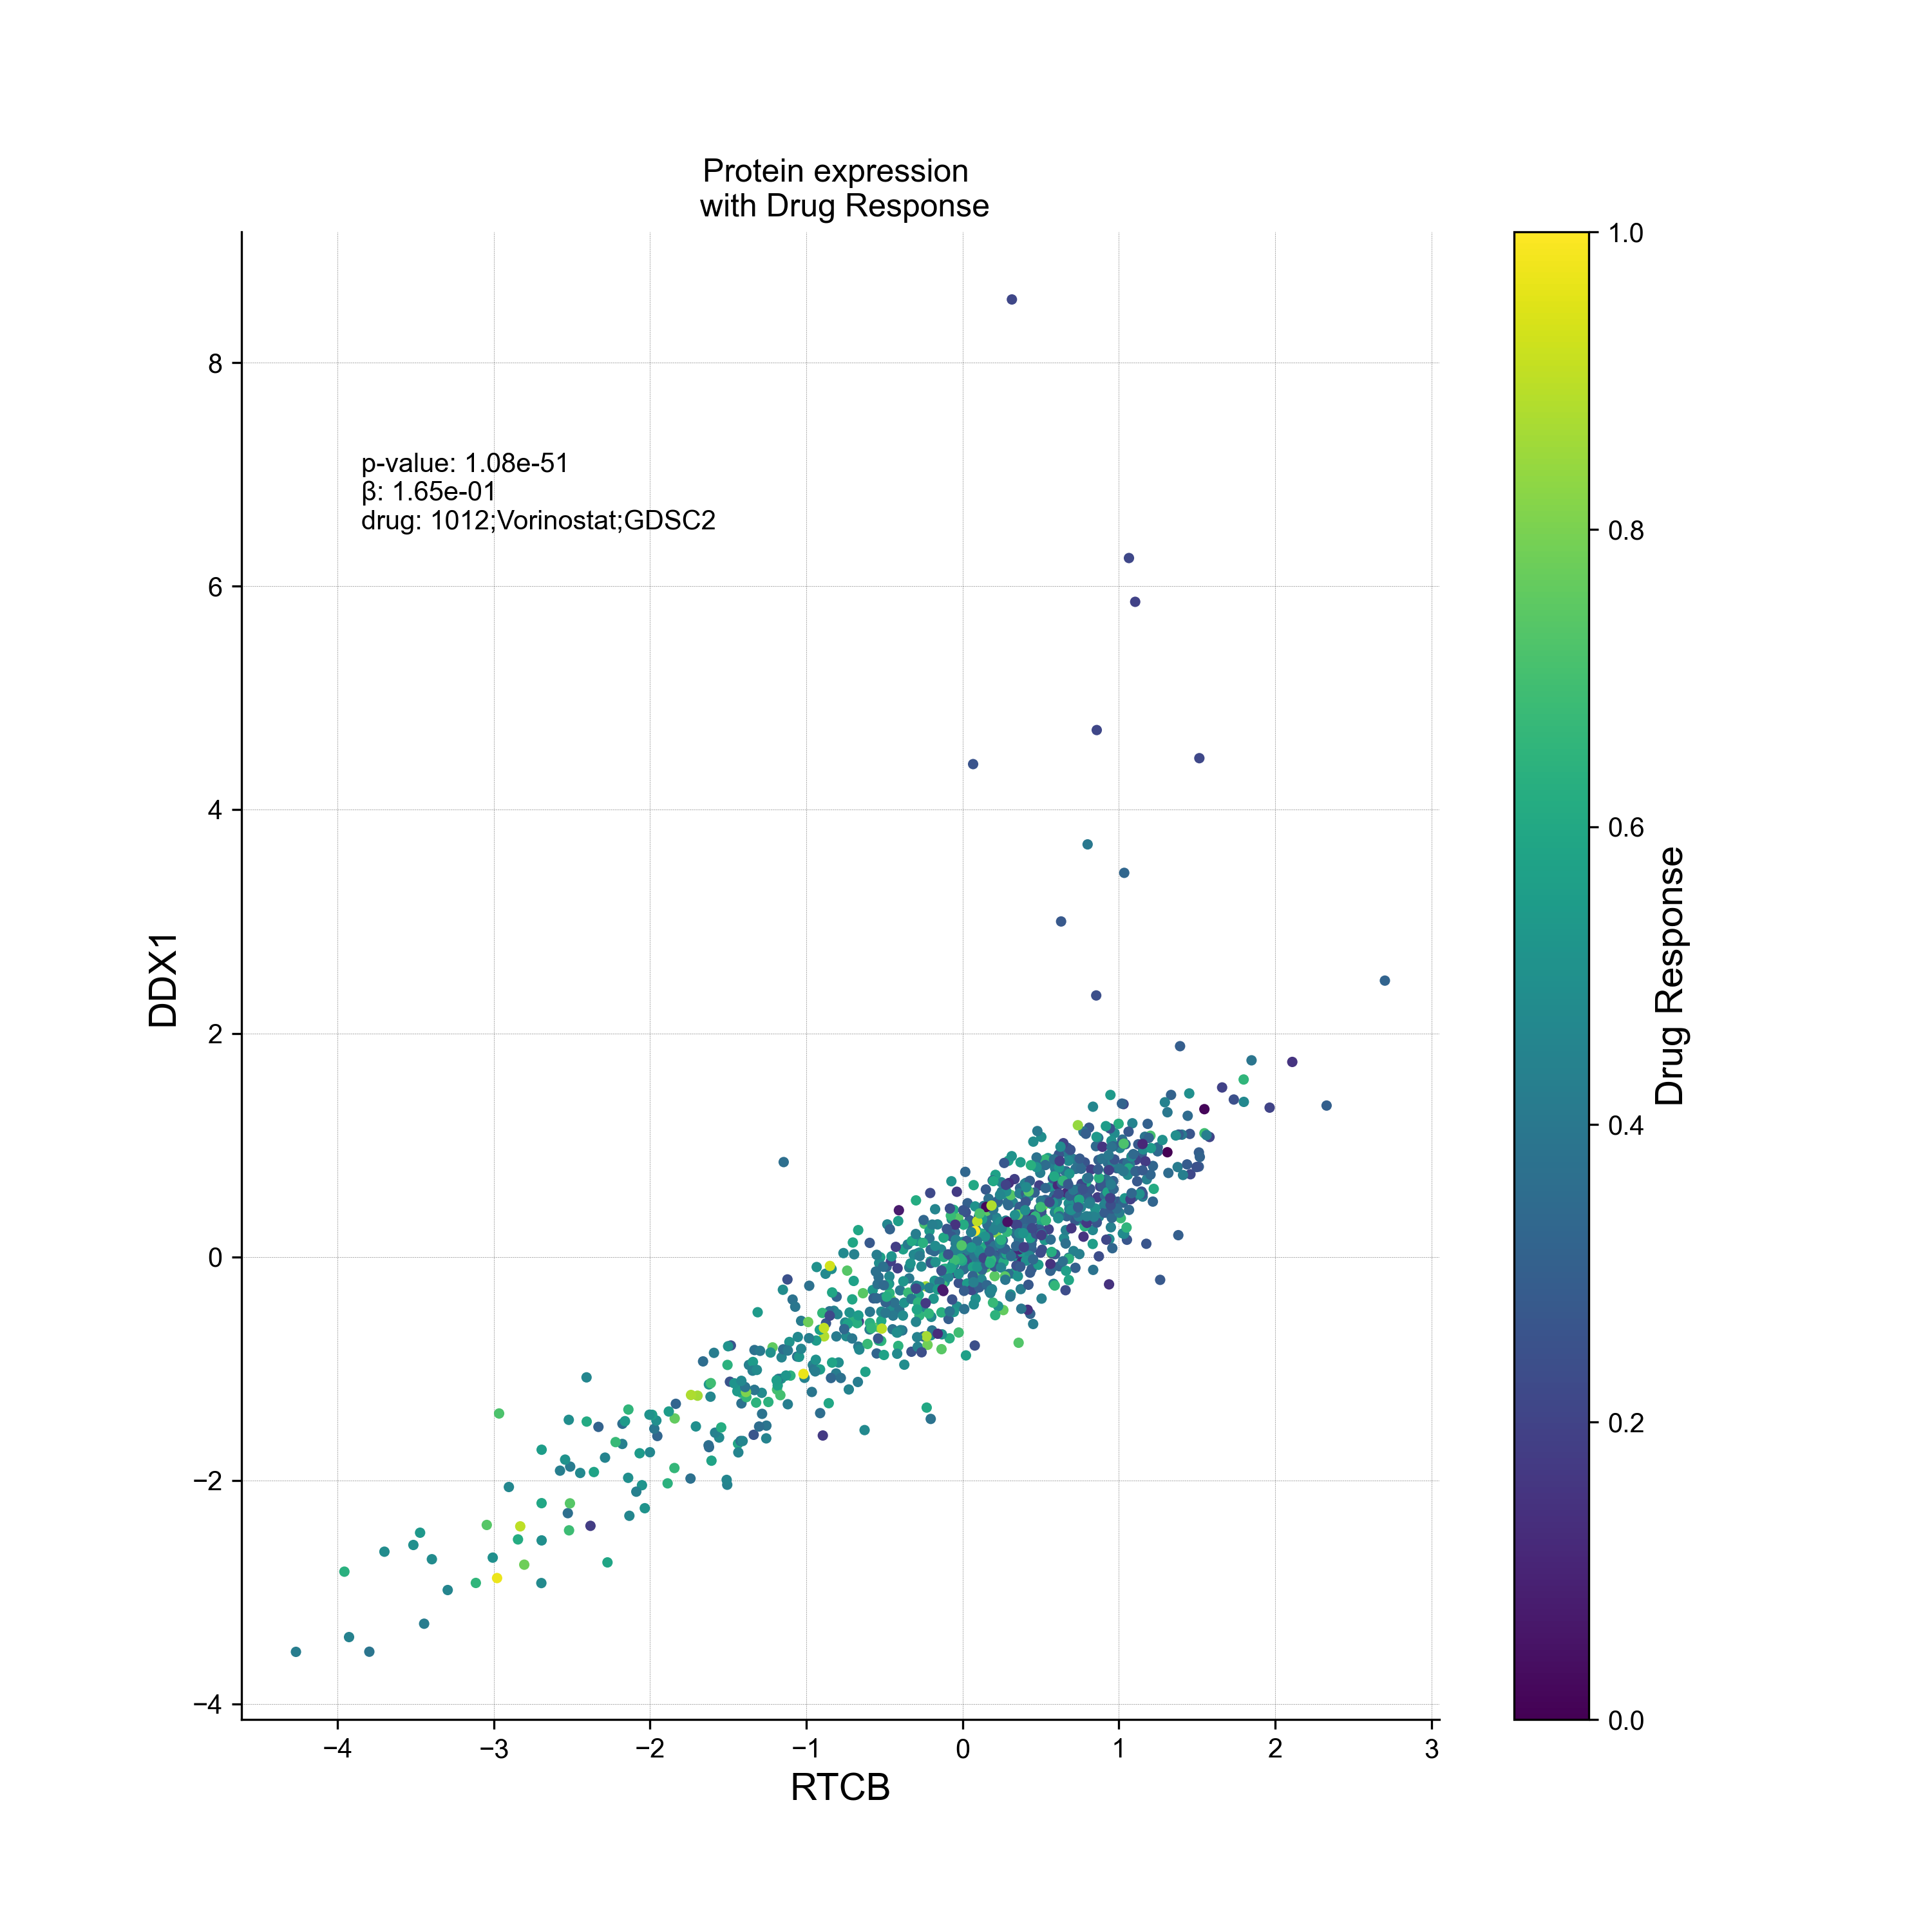 Protein expression
with Drug Response
p-value: 1.08e-51
β: 1.65e-01
drug: 1012;Vorinostat;GDSC2
DDX1
8
6
4
2
0
−2
−4
−4
−3
−2
−1
0
1
2
3
RTCB
1.0
0.8
0.6
0.4
0.2
0.0
Drug Response